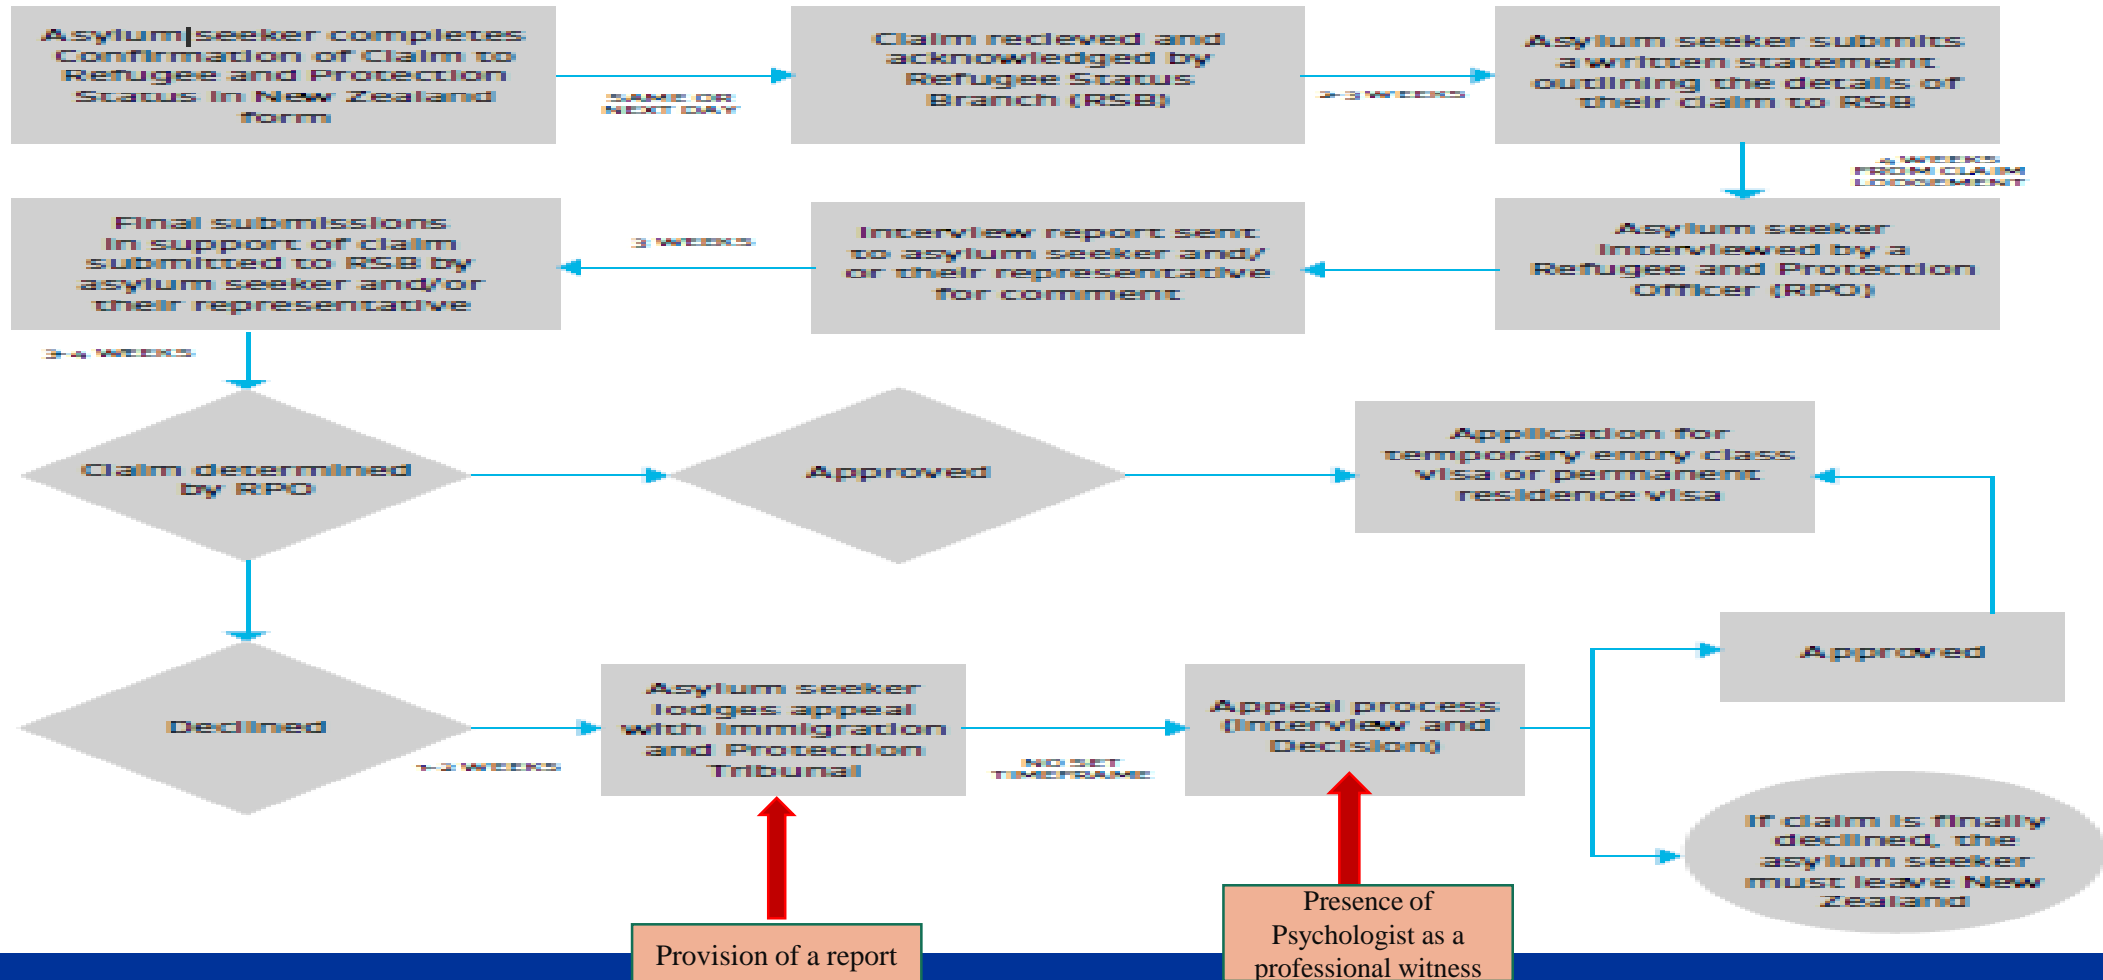 Asylum seeker completes
Confirmation of Claim to
Refugee and Protection
Status in New Zealand
form
SAME OR
NEXT DAY
Claim recieved and
acknowledged by
Refugee Status
Branch (RSB)
2-3 WEEKS
Asylum seeker submits
a written statement
outlining the details of
their claim to RSB
WEEKS
FROM CLAIM
LODGEMENT
Asylum seeker
interviewed by a
Refugee and Protection
Officer (RPO)
Interview report sent
to asylum seeker and/
or their representative
for comment
3 WEEKS
Final submissions
in support of claim
submitted to RSB by
asylum seeker and/or
their representative
WEEKS
Claim determined
by RPO
Approved
Application for
temporary entry class
visa or permanent
residence visa
Declined
WEEKS
Asylum seeker
lodges appeal
with Immigration
and Protection
Tribunal
NO SET
TIMEFRAME
Appeal process
(Interview and
Decision)
Approved
If claim is finally
declined, the
asylum seeker
must leave New
Zealand
Provision of a report
Presence of
Psychologist as a
professional witness